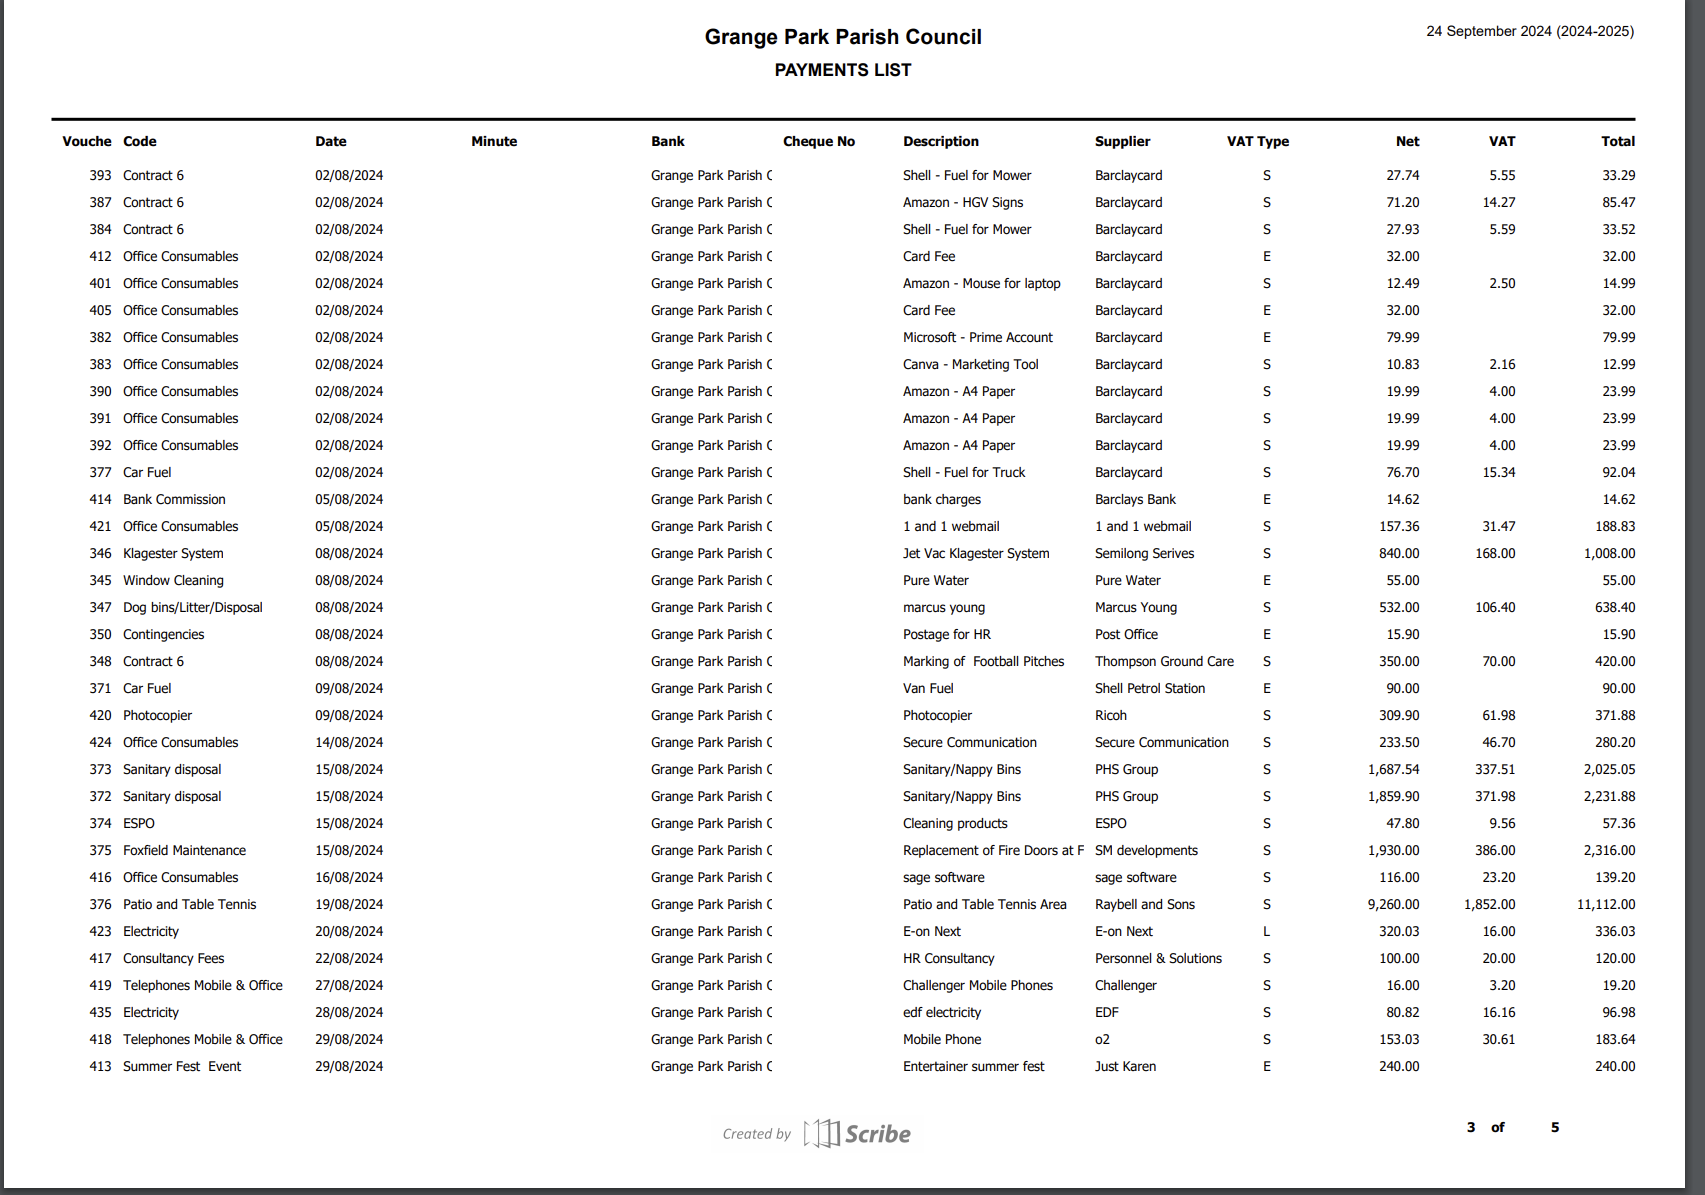 Grange Park Parish Council
24 September 2024 (2024-2025)
PAYMENTS LIST
Vouche Code Date Minute Bank Cheque No Description Supplier VAT Type Net VAT Total
393 Contract 6 02/08/2024 Grange Park Parish C Shell - Fuel for Mower Barclaycard S 27.74 5.55 33.29
387 Contract 6 02/08/2024 Grange Park Parish C Amazon - HGV Signs Barclaycard S 71.20 14.27 85.47
384 Contract 6 02/08/2024 Grange Park Parish C Shell - Fuel for Mower Barclaycard S 27.93 5.59 33.52
412 Office Consumables 02/08/2024 Grange Park Parish C Card Fee Barclaycard E 32.00 32.00
401 Office Consumables 02/08/2024 Grange Park Parish C Amazon - Mouse for laptop Barclaycard S 12.49 2.50 14.99
405 Office Consumables 02/08/2024 Grange Park Parish C Card Fee Barclaycard E 32.00 32.00
382 Office Consumables 02/08/2024 Grange Park Parish C Microsoft - Prime Account Barclaycard E 79.99 79.99
383 Office Consumables 02/08/2024 Grange Park Parish C Canva - Marketing Tool Barclaycard S 10.83 2.16 12.99
390 Office Consumables 02/08/2024 Grange Park Parish C Amazon - A4 Paper Barclaycard S 19.99 4.00 23.99
391 Office Consumables 02/08/2024 Grange Park Parish C Amazon - A4 Paper Barclaycard S 19.99 4.00 23.99
392 Office Consumables 02/08/2024 Grange Park Parish C Amazon - A4 Paper Barclaycard S 19.99 4.00 23.99
377 Car Fuel 02/08/2024 Grange Park Parish C Shell - Fuel for Truck Barclaycard S 76.70 15.34 92.04
414 Bank Commission 05/08/2024 Grange Park Parish C bank charges Barclays Bank E 14.62 14.62
421 Office Consumables 05/08/2024 Grange Park Parish C 1 and 1 webmail 1 and 1 webmail S 157.36 31.47 188.83
346 Klagester System 08/08/2024 Grange Park Parish C Jet Vac Klagester System Semilong Serives S 840.00 168.00 1,008.00
345 Window Cleaning 08/08/2024 Grange Park Parish C Pure Water Pure Water E 55.00 55.00
347 Dog bins/Litter/Disposal 08/08/2024 Grange Park Parish C marcus young Marcus Young S 532.00 106.40 638.40
350 Contingencies 08/08/2024 Grange Park Parish C Postage for HR Post Office E 15.90 15.90
348 Contract 6 08/08/2024 Grange Park Parish C Marking of Football Pitches Thompson Ground Care S 350.00 70.00 420.00
371 Car Fuel 09/08/2024 Grange Park Parish C Van Fuel Shell Petrol Station E 90.00 90.00
420 Photocopier 09/08/2024 Grange Park Parish C Photocopier Ricoh S 309.90 61.98 371.88
424 Office Consumables 14/08/2024 Grange Park Parish C Secure Communication Secure Communication S 233.50 46.70 280.20
373 Sanitary disposal 15/08/2024 Grange Park Parish C Sanitary/Nappy Bins PHS Group S 1,687.54 337.51 2,025.05
372 Sanitary disposal 15/08/2024 Grange Park Parish C Sanitary/Nappy Bins PHS Group S 1,859.90 371.98 2,231.88
374 ESPO 15/08/2024 Grange Park Parish C Cleaning products ESPO S 47.80 9.56 57.36
375 Foxfield Maintenance 15/08/2024 Grange Park Parish C Replacement of Fire Doors at F SM developments S 1,930.00 386.00 2,316.00
416 Office Consumables 16/08/2024 Grange Park Parish C sage software sage software S 116.00 23.20 139.20
376 Patio and Table Tennis 19/08/2024 Grange Park Parish C Patio and Table Tennis Area Raybell and Sons S 9,260.00 1,852.00 11,112.00
423 Electricity 20/08/2024 Grange Park Parish C E-on Next E-on Next L 320.03 16.00 336.03
417 Consultancy Fees 22/08/2024 Grange Park Parish C HR Consultancy Personnel & Solutions S 100.00 20.00 120.00
419 Telephones Mobile & Office 27/08/2024 Grange Park Parish C Challenger Mobile Phones Challenger S 16.00 3.20 19.20
435 Electricity 28/08/2024 Grange Park Parish C edf electricity EDF S 80.82 16.16 96.98
418 Telephones Mobile & Office 29/08/2024 Grange Park Parish C Mobile Phone o2 S 153.03 30.61 183.64
413 Summer Fest Event 29/08/2024 Grange Park Parish C Entertainer summer fest Just Karen E 240.00 240.00
Created by Scribe
3 of 5